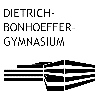 DIETRICH-
BONHOEFFER-
GYMNASIUM